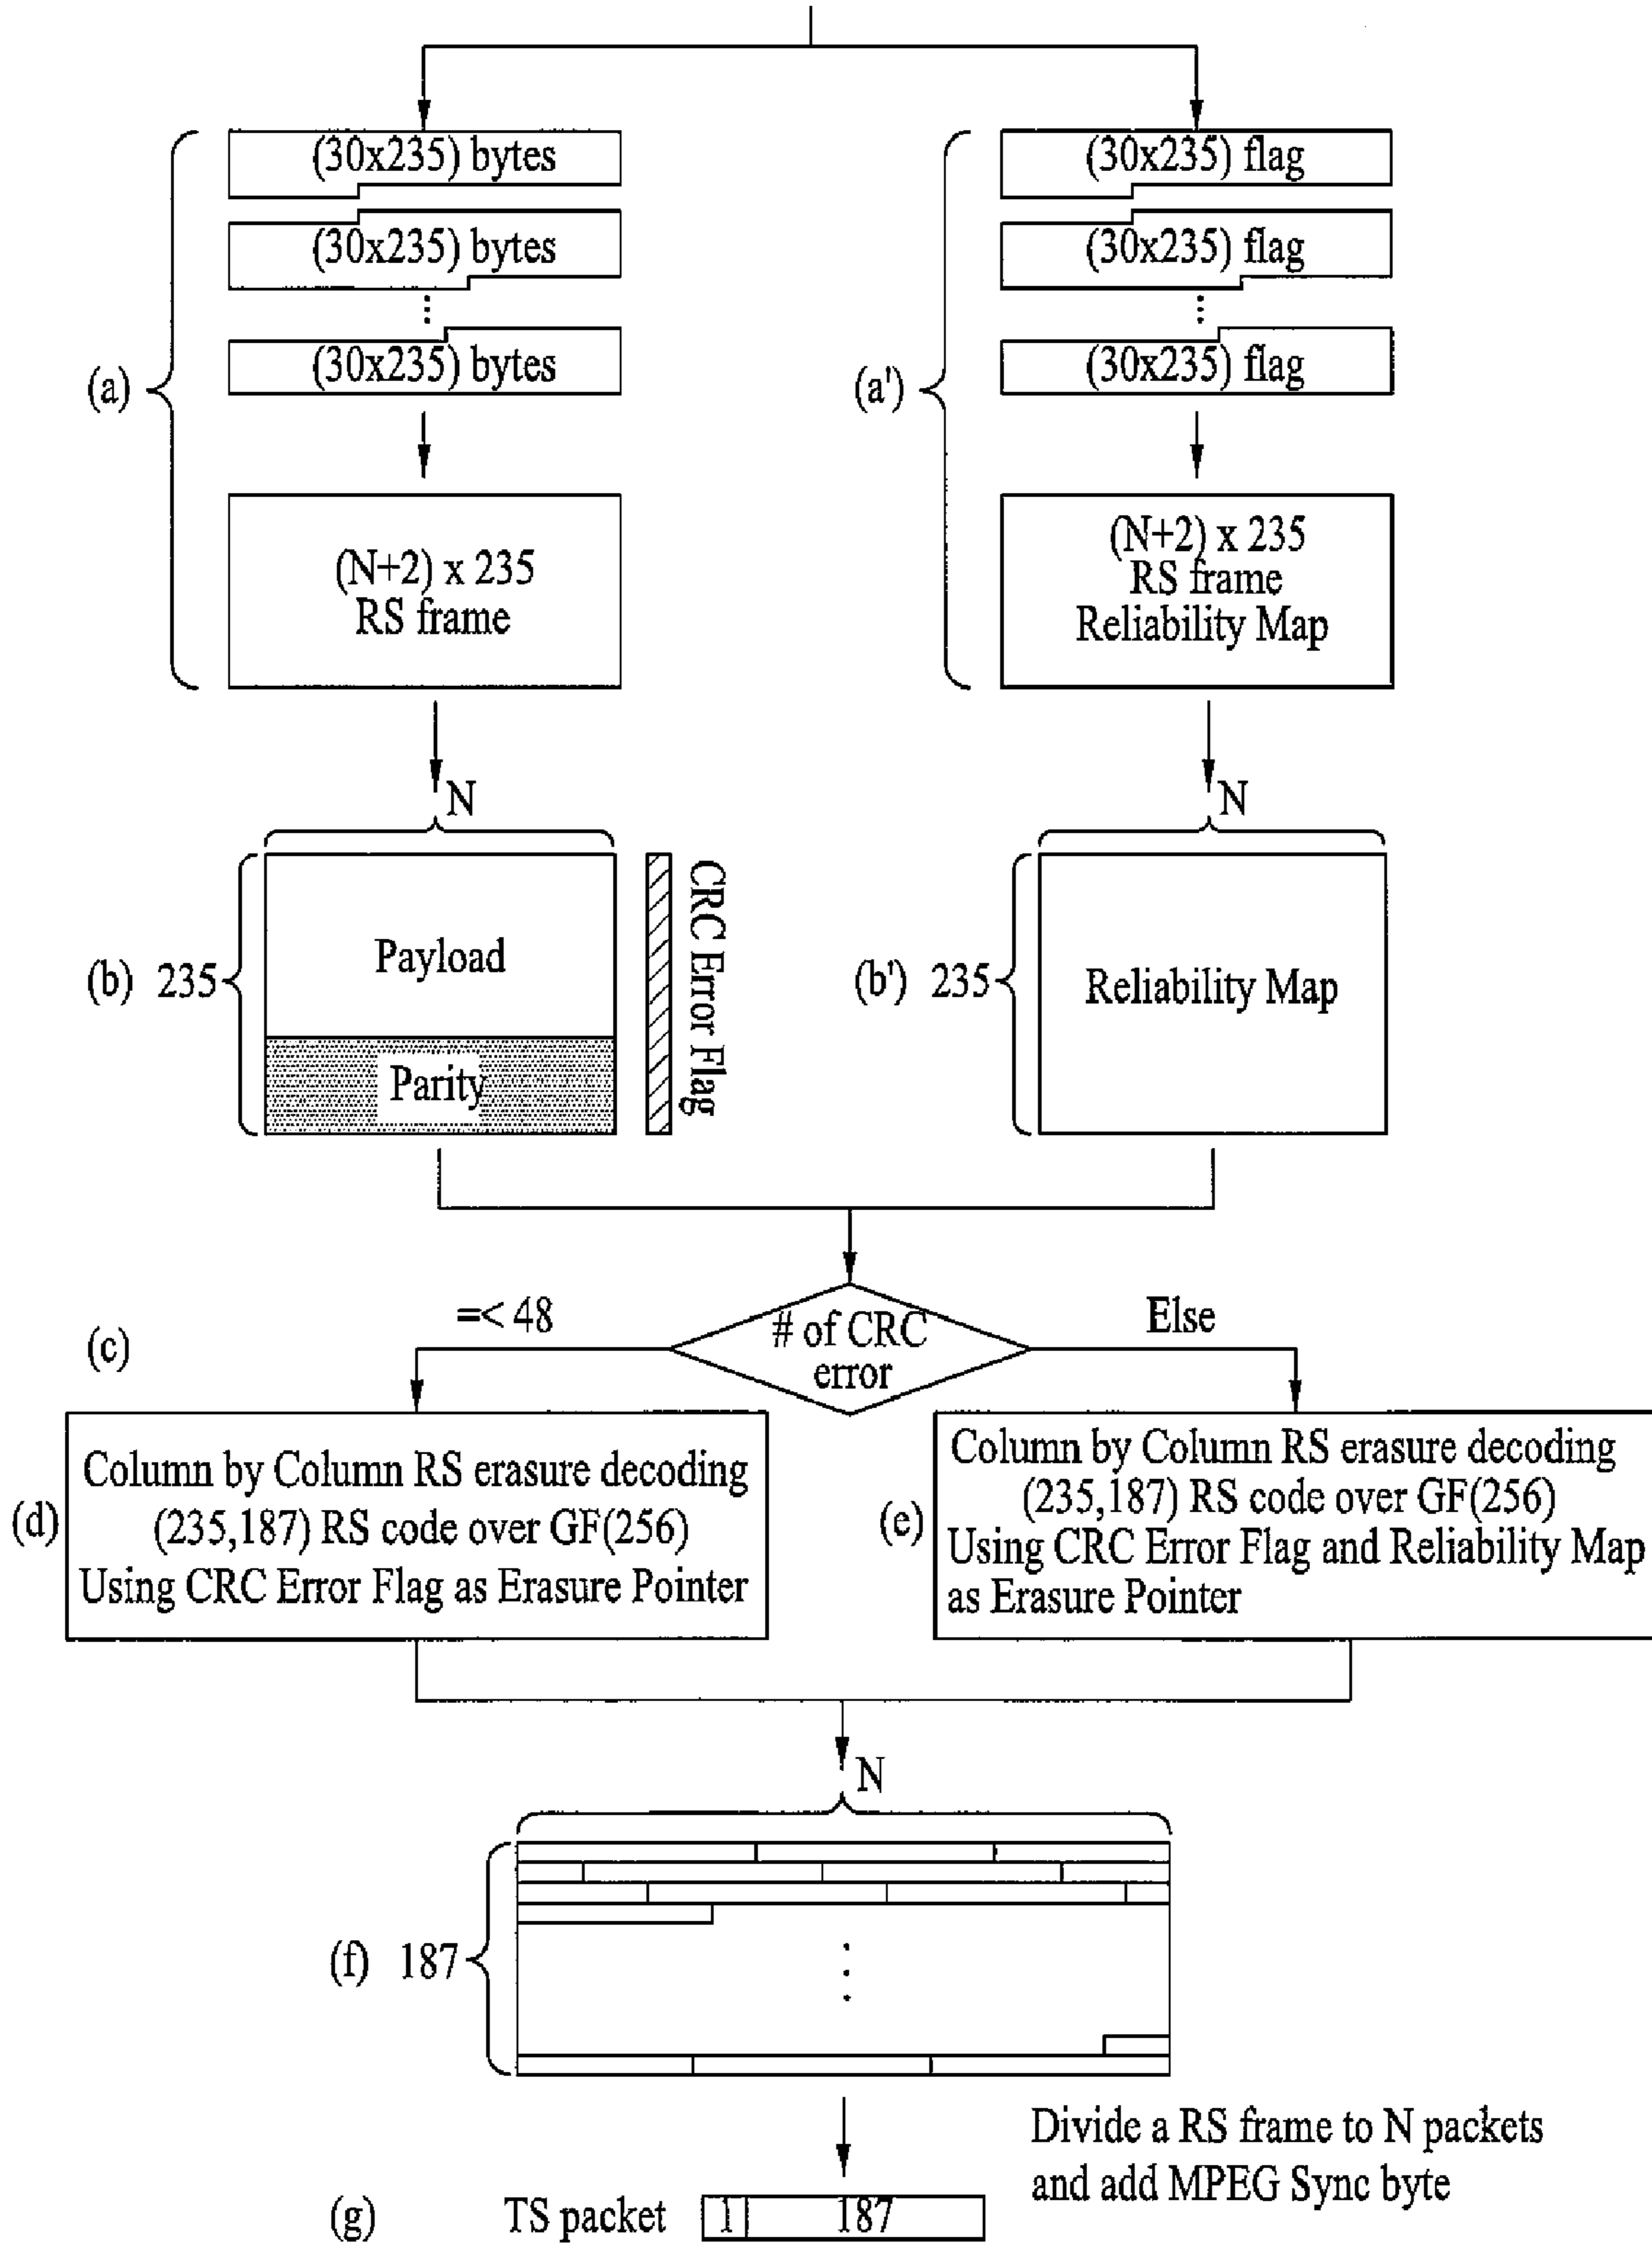 (30x235) bytes
(30x235) flag
(30x235) bytes
(30x235) flag
(a)
(30x235) bytes
(a')
(30x235) flag
(N+2) x 235
RS frame
(N+2) x 235
RS frame
Reliability Map
N
N
(b) 235
Payload
Parity
CRC Error Flag
(b') 235
Reliability Map
(c)
=< 48
# of CRC
error
Else
(d)
Column by Column RS erasure decoding
(235,187) RS code over GF(256)
Using CRC Error Flag as Erasure Pointer
(e)
Column by Column RS erasure decoding
(235,187) RS code over GF(256)
Using CRC Error Flag and Reliability Map
as Erasure Pointer
N
(f) 187
Divide a RS frame to N packets
and add MPEG Sync byte
(g) TS packet 1 187